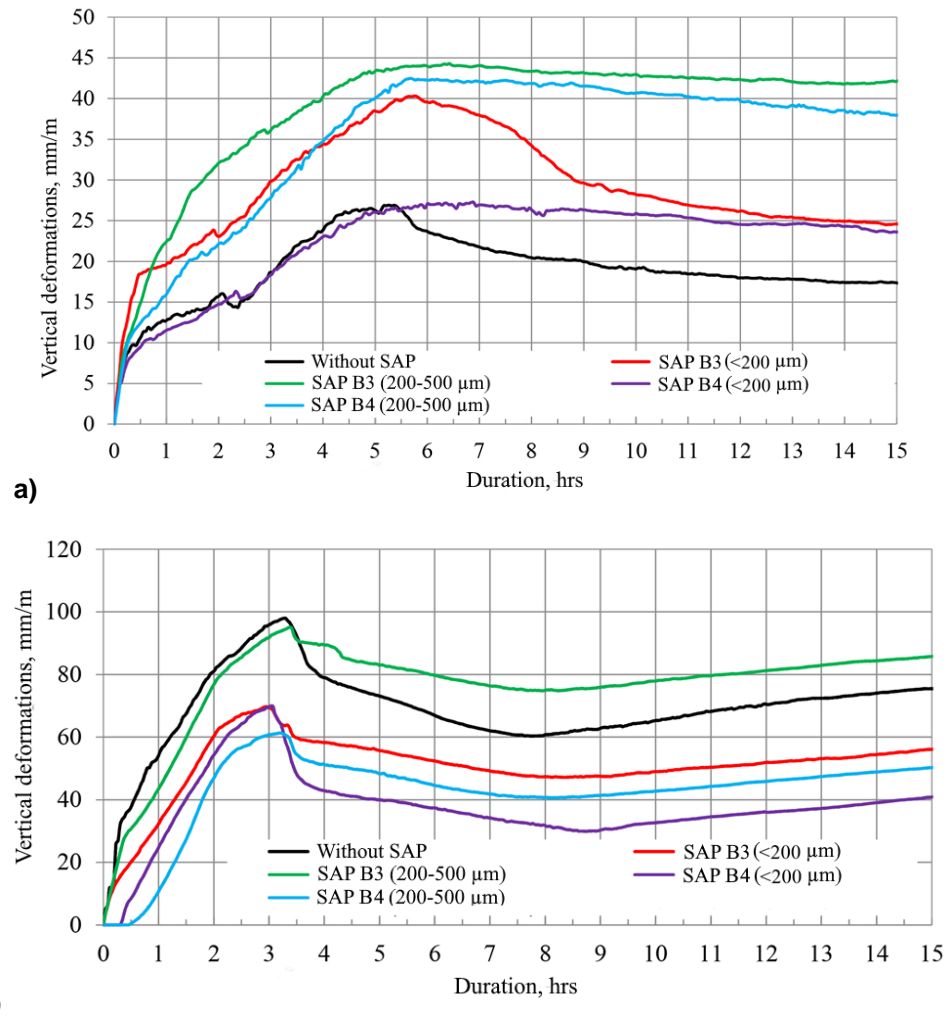 Vertical deformations, mm/m
50
45
40
35
30
25
20
15
10
5
0
Without SAP
SAP B3 (200-500 µm)
SAP B4 (200-500 µm)
SAP B3 (<200 µm)
SAP B4 (<200 µm)
0 1 2 3 4 5 6 7 8 9 10 11 12 13 14 15
Duration, hrs
a)
Vertical deformations, mm/m
120
100
80
60
40
20
0
Without SAP
SAP B3 (200-500 µm)
SAP B4 (200-500 µm)
SAP B3 (<200 µm)
SAP B4 (<200 µm)
0 1 2 3 4 5 6 7 8 9 10 11 12 13 14 15
Duration, hrs